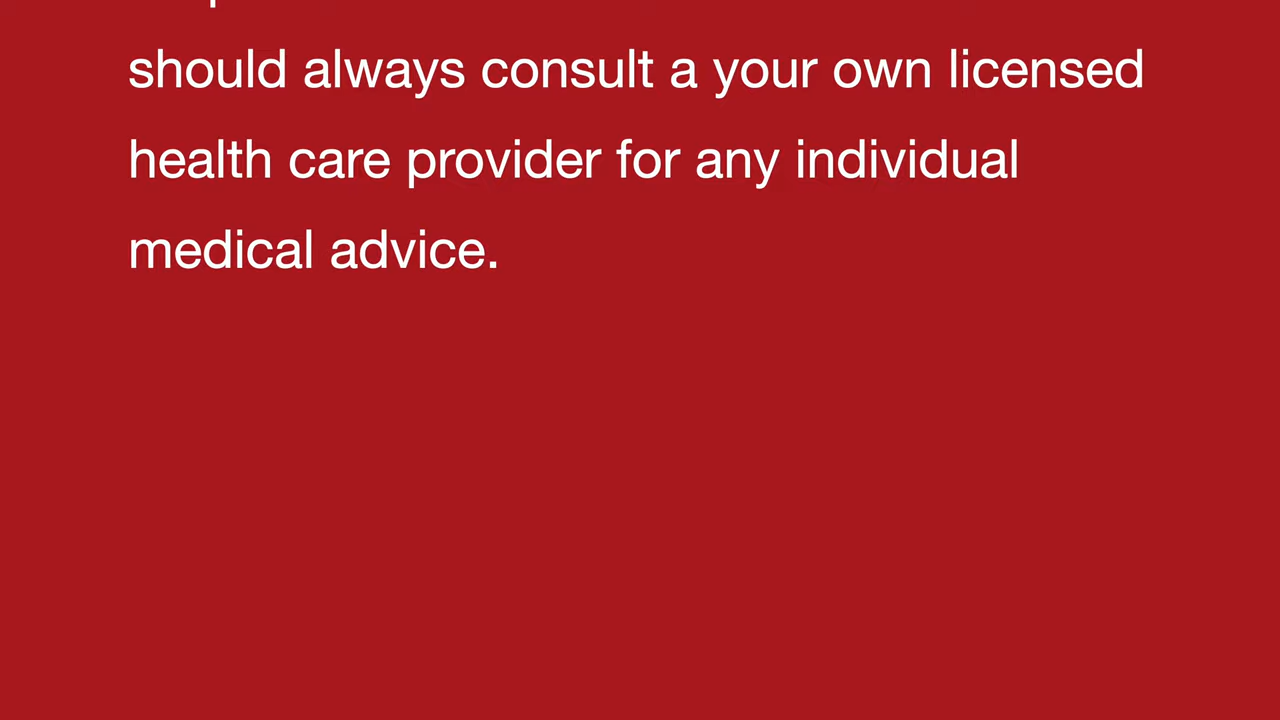 should always consult a your own licensed
health care provider for any individual
medical advice.